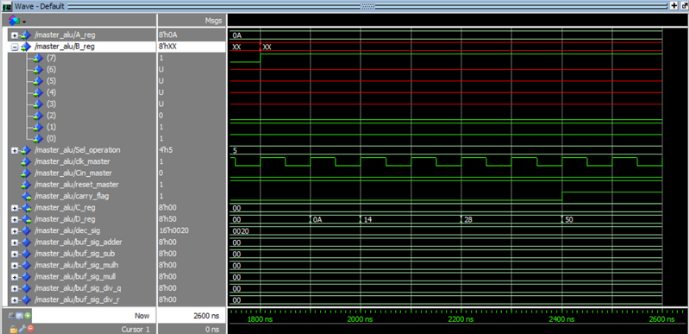 Wave - Default
Msgs
/master_alu/A_reg 8'h0A 0A
/master_alu/B_reg 8'hXX XX XX
(7) 1
(6) U
(5) U
(4) U
(3) U
(2) 0
(1) 1
(0) 1
/master_alu/Sel_operation 4'h5 5
/master_alu/clk_master 1
/master_alu/Cin_master 0
/master_alu/reset_master 1
/master_alu/carry_flag 1
/master_alu/C_reg 8'h00 00
/master_alu/D_reg 8'h50 00 0A 14 28 50
/master_alu/dec_sig 16'h0020 0020
/master_alu/buf_sig_adder 8'h00 00
/master_alu/buf_sig_sub 8'h00 00
/master_alu/buf_sig_mulh 8'h00 00
/master_alu/buf_sig_mull 8'h00 00
/master_alu/buf_sig_div_q 8'h00 00
/master_alu/buf_sig_div_r 8'h00 00
Now 2600 ns 1800 ns 2000 ns 2200 ns 2400 ns 2600 ns
Cursor 1 0 ns